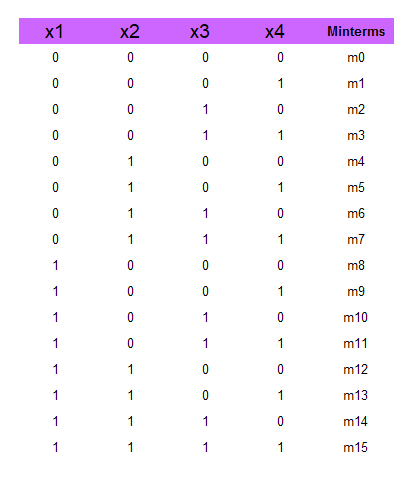 x1 x2 x3 x4 Minterms
0 0 0 0 m0
0 0 0 1 m1
0 0 1 0 m2
0 0 1 1 m3
0 1 0 0 m4
0 1 0 1 m5
0 1 1 0 m6
0 1 1 1 m7
1 0 0 0 m8
1 0 0 1 m9
1 0 1 0 m10
1 0 1 1 m11
1 1 0 0 m12
1 1 0 1 m13
1 1 1 0 m14
1 1 1 1 m15